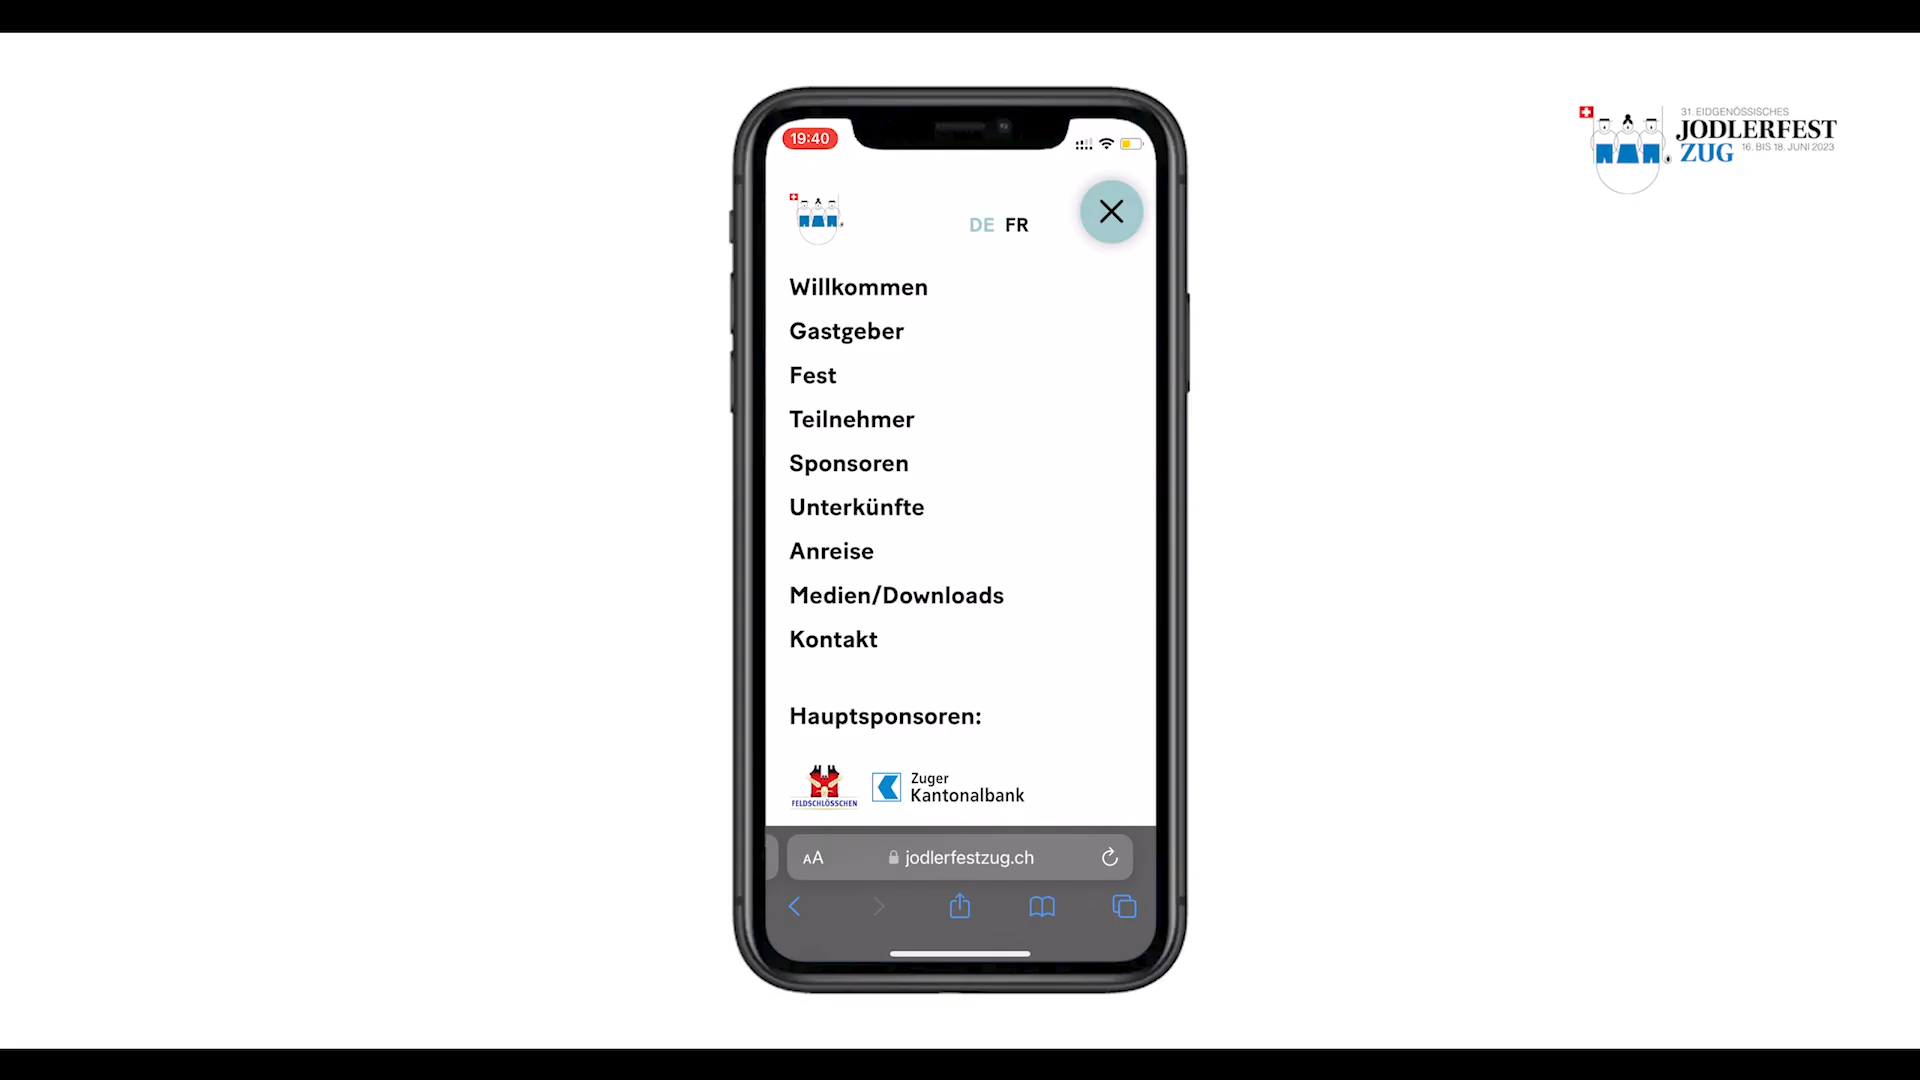 31. EIDGENÖSSISCHES
JODLERFEST
ZUG 16. BIS 18. JUNI 2023
19:40
DE FR
Willkommen
Gastgeber
Fest
Teilnehmer
Sponsoren
Unterkünfte
Anreise
Medien/Downloads
Kontakt
Hauptsponsoren:
FELDSCHLÖSSCHEN
Zuger
Kantonalbank
AA jodlerfestzug.ch